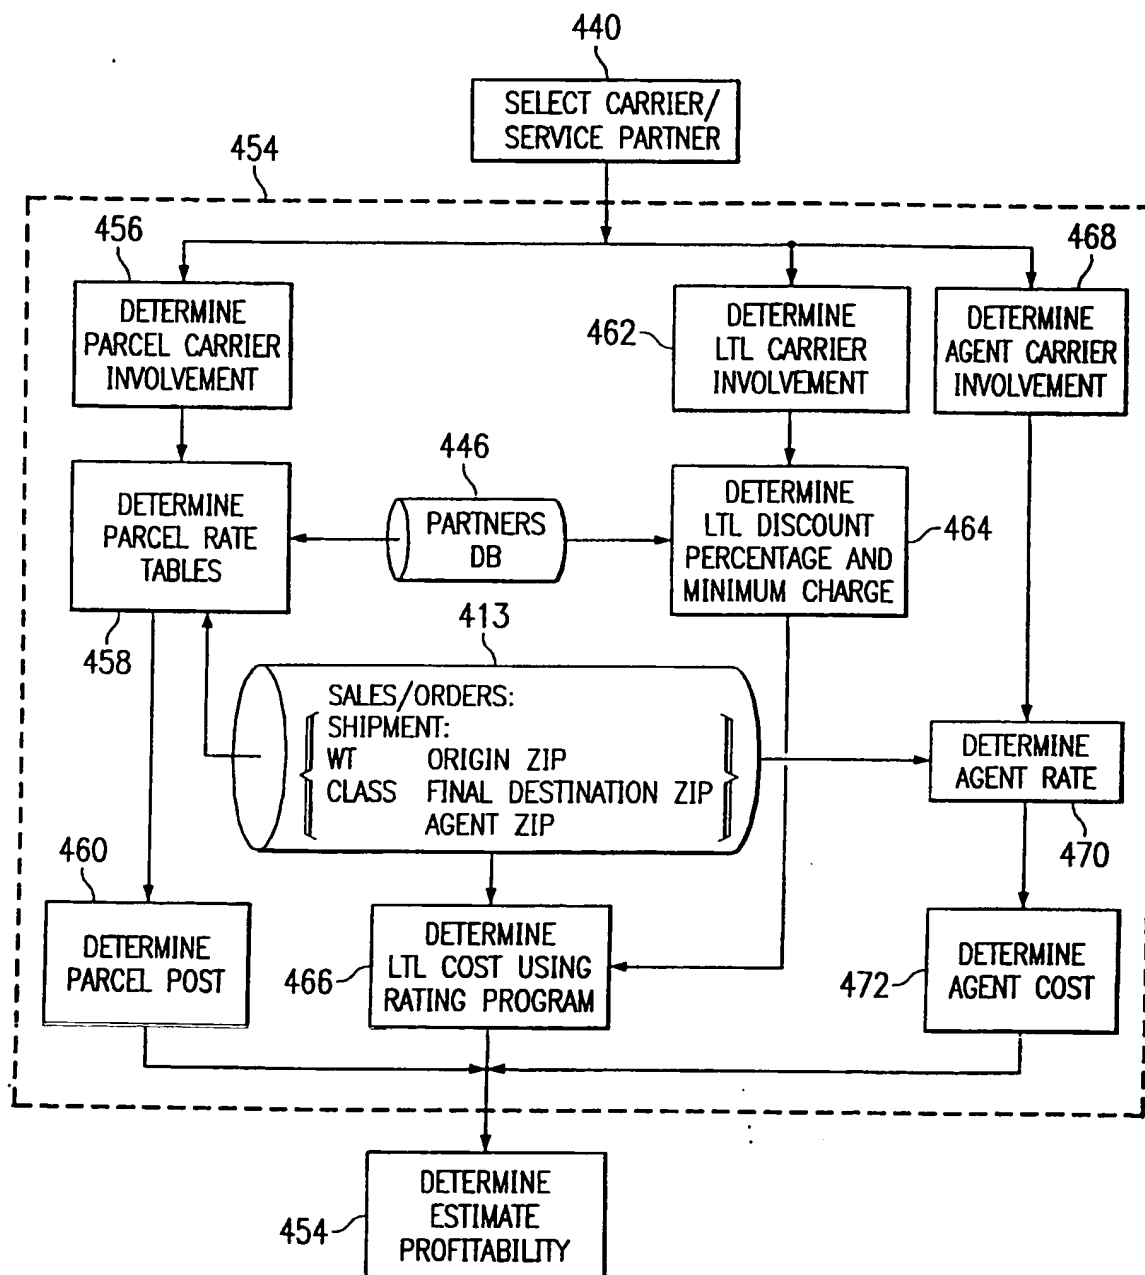 440
SELECT CARRIER/
SERVICE PARTNER
454
456
DETERMINE
PARCEL CARRIER
INVOLVEMENT
462
DETERMINE
LTL CARRIER
INVOLVEMENT
468
DETERMINE
AGENT CARRIER
INVOLVEMENT
DETERMINE
PARCEL RATE
TABLES
458
446
PARTNERS
DB
DETERMINE
LTL DISCOUNT
PERCENTAGE AND
MINIMUM CHARGE
464
413
SALES/ORDERS:
SHIPMENT:
WT ORIGIN ZIP
CLASS FINAL DESTINATION ZIP
AGENT ZIP
DETERMINE
AGENT RATE
470
460
DETERMINE
PARCEL POST
466
DETERMINE
LTL COST USING
RATING PROGRAM
472
DETERMINE
AGENT COST
454
DETERMINE
ESTIMATE
PROFITABILITY